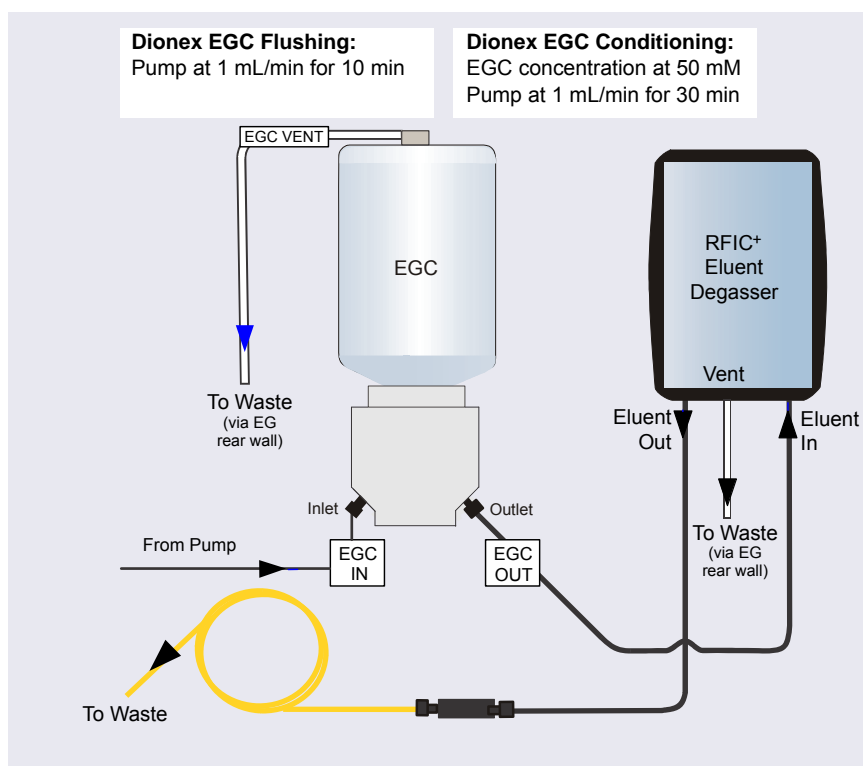 Dionex EGC Flushing:
Pump at 1 mL/min for 10 min
Dionex EGC Conditioning:
EGC concentration at 50 mM
Pump at 1 mL/min for 30 min
EGC VENT
EGC
RFIC+
Eluent
Degasser
Vent
To Waste
(via EG
rear wall)
Eluent
Out
Eluent
In
Inlet
Outlet
To Waste
(via EG
rear wall)
From Pump
EGC
IN
EGC
OUT
To Waste